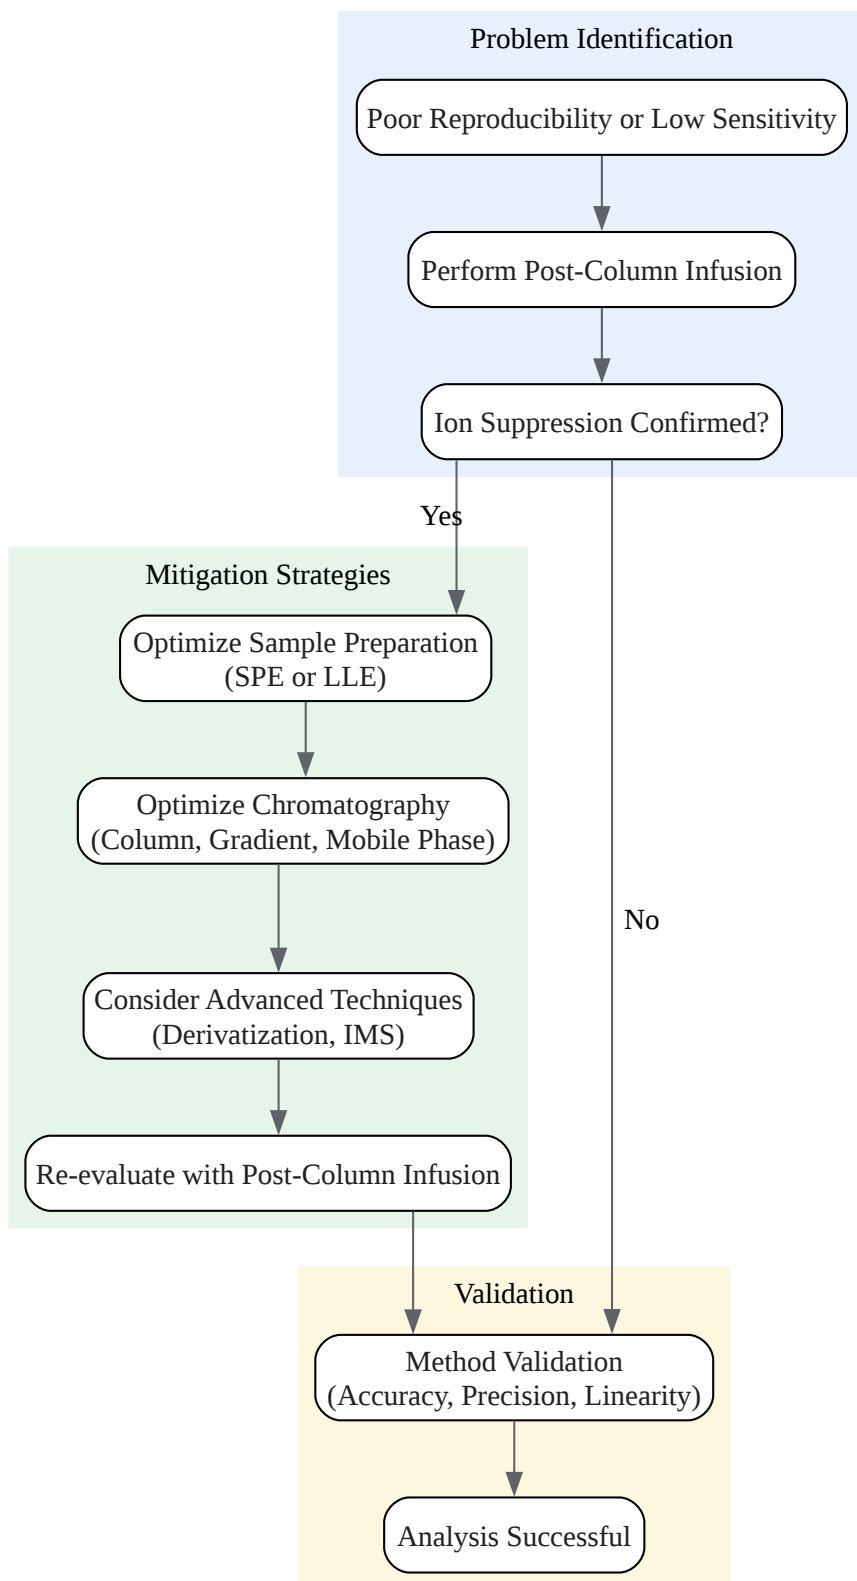 Problem Identification
Poor Reproducibility or Low Sensitivity
Perform Post-Column Infusion
Ion Suppression Confirmed?
Yes
Mitigation Strategies
Optimize Sample Preparation
(SPE or LLE)
Optimize Chromatography
(Column, Gradient, Mobile Phase)
No
Consider Advanced Techniques
(Derivatization, IMS)
Re-evaluate with Post-Column Infusion
Validation
Method Validation
(Accuracy, Precision, Linearity)
Analysis Successful